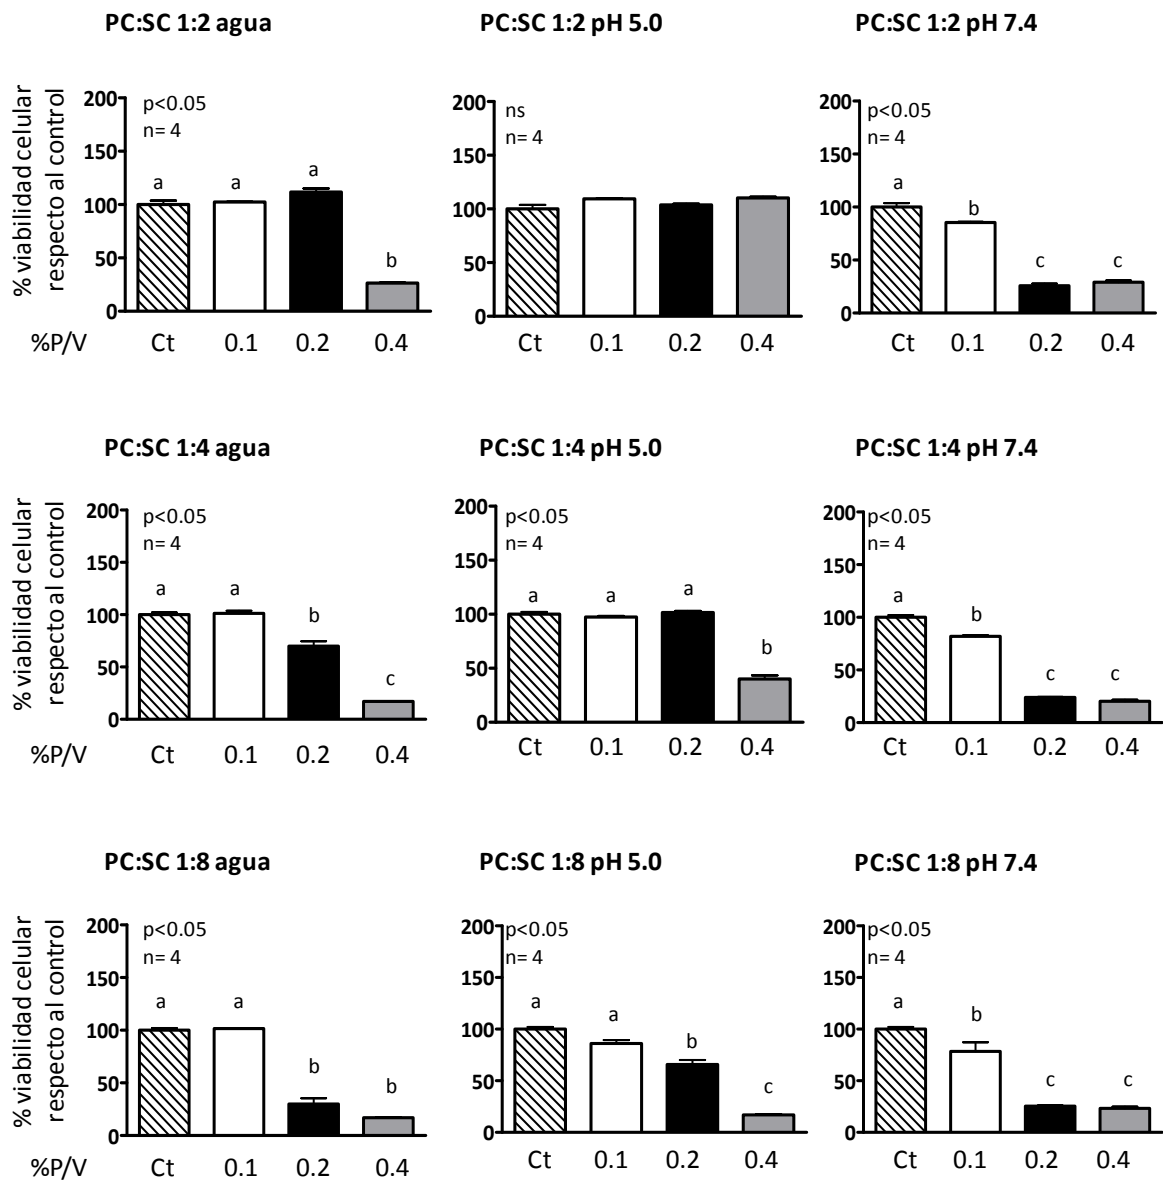 PC:SC 1:2 agua
% viabilidad celular
respecto al control
200
150
100
50
0
p<0.05
n= 4
a
a
a
b
%P/V Ct 0.1 0.2 0.4
PC:SC 1:2 pH 5.0
200
150
100
50
0
ns
n= 4
Ct 0.1 0.2 0.4
PC:SC 1:2 pH 7.4
200
150
100
50
0
p<0.05
n= 4
a
b
c
c
Ct 0.1 0.2 0.4
PC:SC 1:4 agua
% viabilidad celular
respecto al control
200
150
100
50
0
p<0.05
n= 4
a
a
b
c
%P/V Ct 0.1 0.2 0.4
PC:SC 1:4 pH 5.0
200
150
100
50
0
p<0.05
n= 4
a
a
a
b
Ct 0.1 0.2 0.4
PC:SC 1:4 pH 7.4
200
150
100
50
0
p<0.05
n= 4
a
b
c
c
Ct 0.1 0.2 0.4
PC:SC 1:8 agua
% viabilidad celular
respecto al control
200
150
100
50
0
p<0.05
n= 4
a
a
b
b
%P/V Ct 0.1 0.2 0.4
PC:SC 1:8 pH 5.0
200
150
100
50
0
p<0.05
n= 4
a
a
b
c
Ct 0.1 0.2 0.4
PC:SC 1:8 pH 7.4
200
150
100
50
0
p<0.05
n= 4
a
b
c
c
Ct 0.1 0.2 0.4